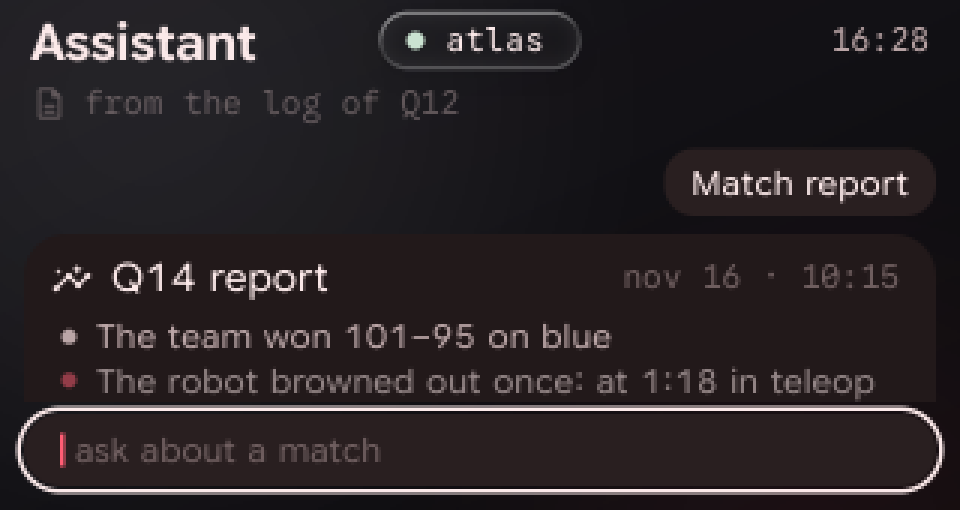 Assistant
atlas
16:28
from the log of Q12
Match report
Q14 report
nov 16 · 10:15
The team won 101–95 on blue
The robot browned out once: at 1:18 in teleop
ask about a match